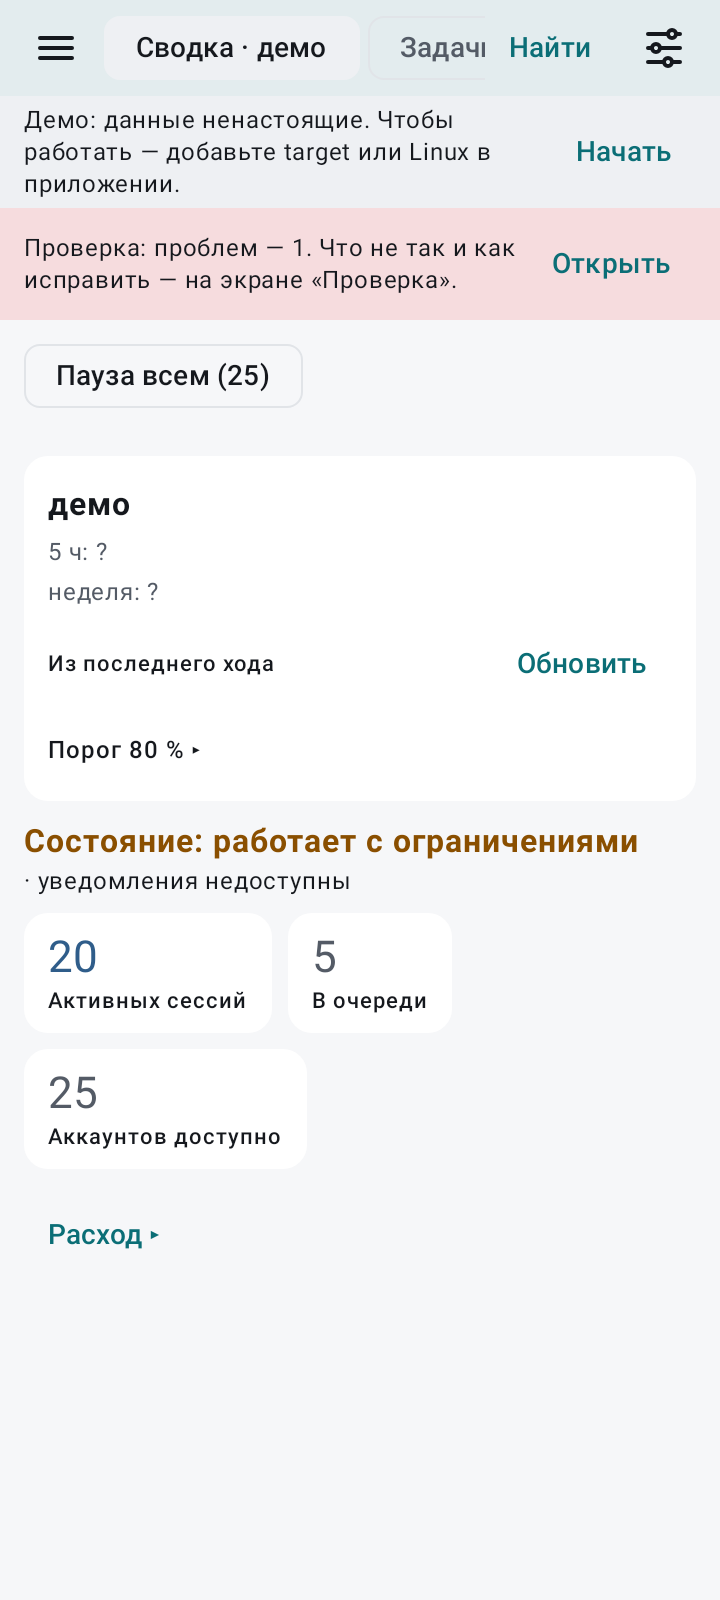 Сводка · демо
Задачи
Найти
Демо: данные ненастоящие. Чтобы
работать — добавьте target или Linux в
приложении.
Начать
Проверка: проблем — 1. Что не так и как
исправить — на экране «Проверка».
Открыть
Пауза всем (25)
демо
5 ч: ?
неделя: ?
Из последнего хода
Обновить
Порог 80 % ▸
Состояние: работает с ограничениями
· уведомления недоступны
20
Активных сессий
5
В очереди
25
Аккаунтов доступно
Расход ▸